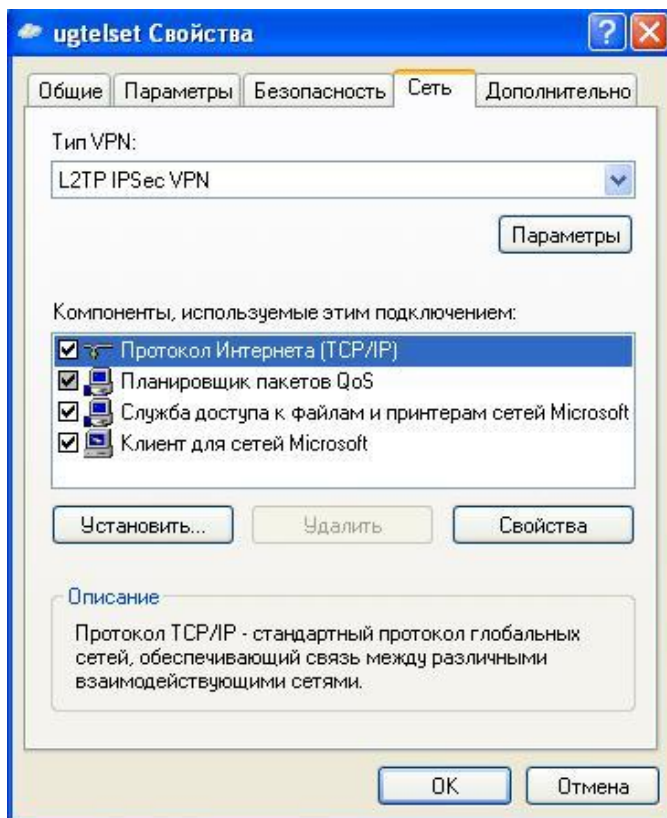 ugtelset Свойства
Общие Параметры Безопасность Сеть Дополнительно
Тип VPN:
L2TP IPSec VPN
Параметры
Компоненты, используемые этим подключением:
Протокол Интернета (TCP/IP)
Планировщик пакетов QoS
Служба доступа к файлам и принтерам сетей Microsoft
Клиент для сетей Microsoft
Установить... Удалить Свойства
Описание
Протокол TCP/IP - стандартный протокол глобальных
сетей, обеспечивающий связь между различными
взаимодействующими сетями.
OK Отмена